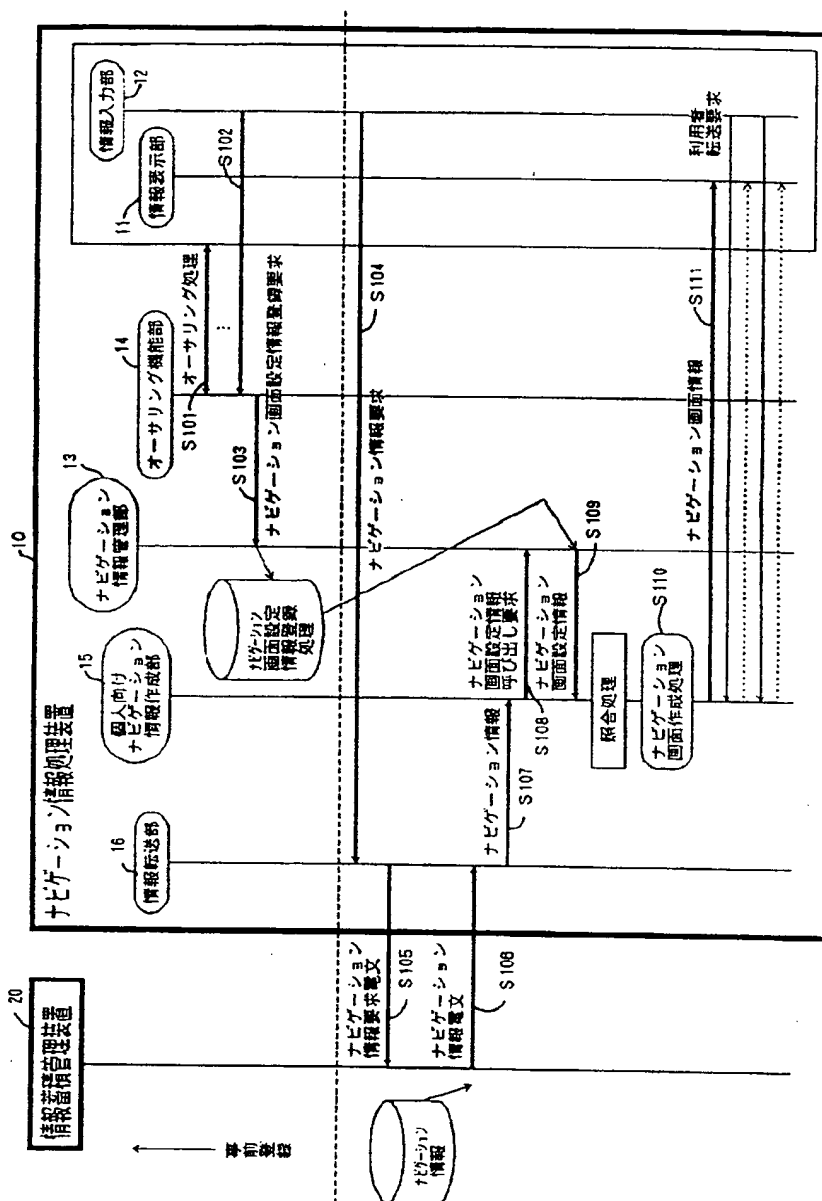 20
情報蓄積管理装置
10
ナビゲーション情報処理装置
16
情報転送部
15
個人向け
ナビゲーション
情報作成部
13
ナビゲーション
情報管理部
14
オーサリング機能部
11
情報表示部
12
情報入力部
事前登録
S101
オーサリング処理
…
S102
S103
ナビゲーション画面設定情報登録要求
ナビゲーション
画面設定
情報登録
処理
S104
ナビゲーション情報要求
ナビゲーション
情報要求電文
S105
ナビゲーション
情報電文
S106
ナビゲーション
情報
ナビゲーション情報
S107
ナビゲーション
画面設定情報
呼び出し要求
S108
ナビゲーション
画面設定情報
S109
照合処理
S110
ナビゲーション
画面作成処理
ナビゲーション画面情報
S111
利用者
転送要求